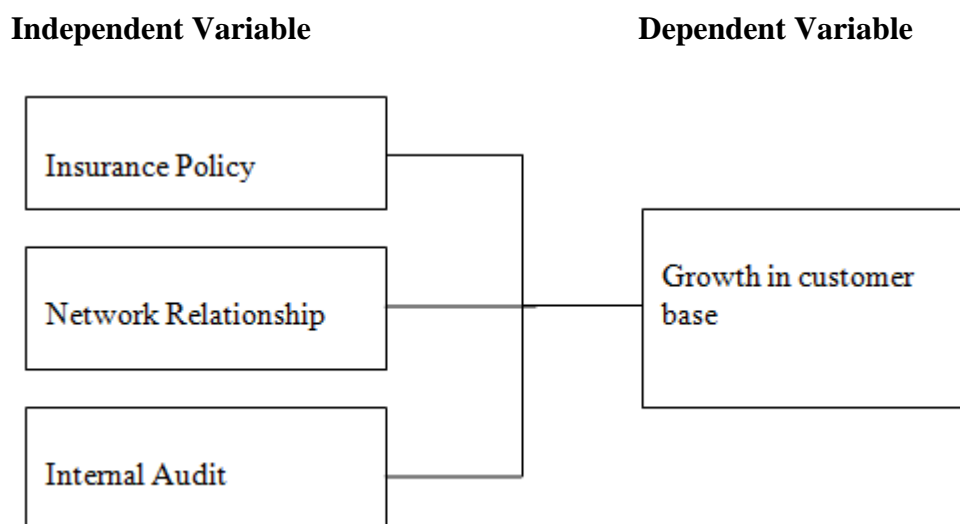 Independent Variable
Dependent Variable
Insurance Policy
Network Relationship
Internal Audit
Growth in customer
base